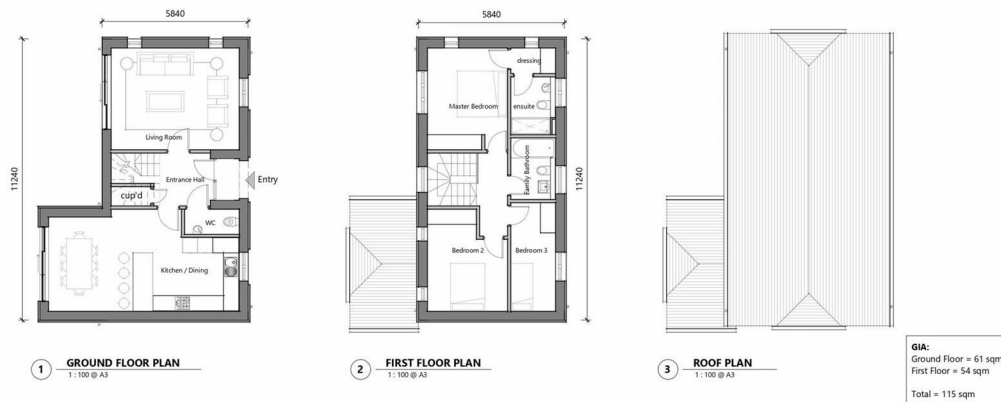 5840
11240
Living Room
Entrance Hall
Entry
cup'd
WC
Kitchen / Dining
1 GROUND FLOOR PLAN
1 : 100 @ A3
5840
11240
dressing
Master Bedroom
ensuite
Family Bathroom
Bedroom 2
Bedroom 3
2 FIRST FLOOR PLAN
1 : 100 @ A3
3 ROOF PLAN
1 : 100 @ A3
GIA:
Ground Floor = 61 sqm
First Floor = 54 sqm
Total = 115 sqm